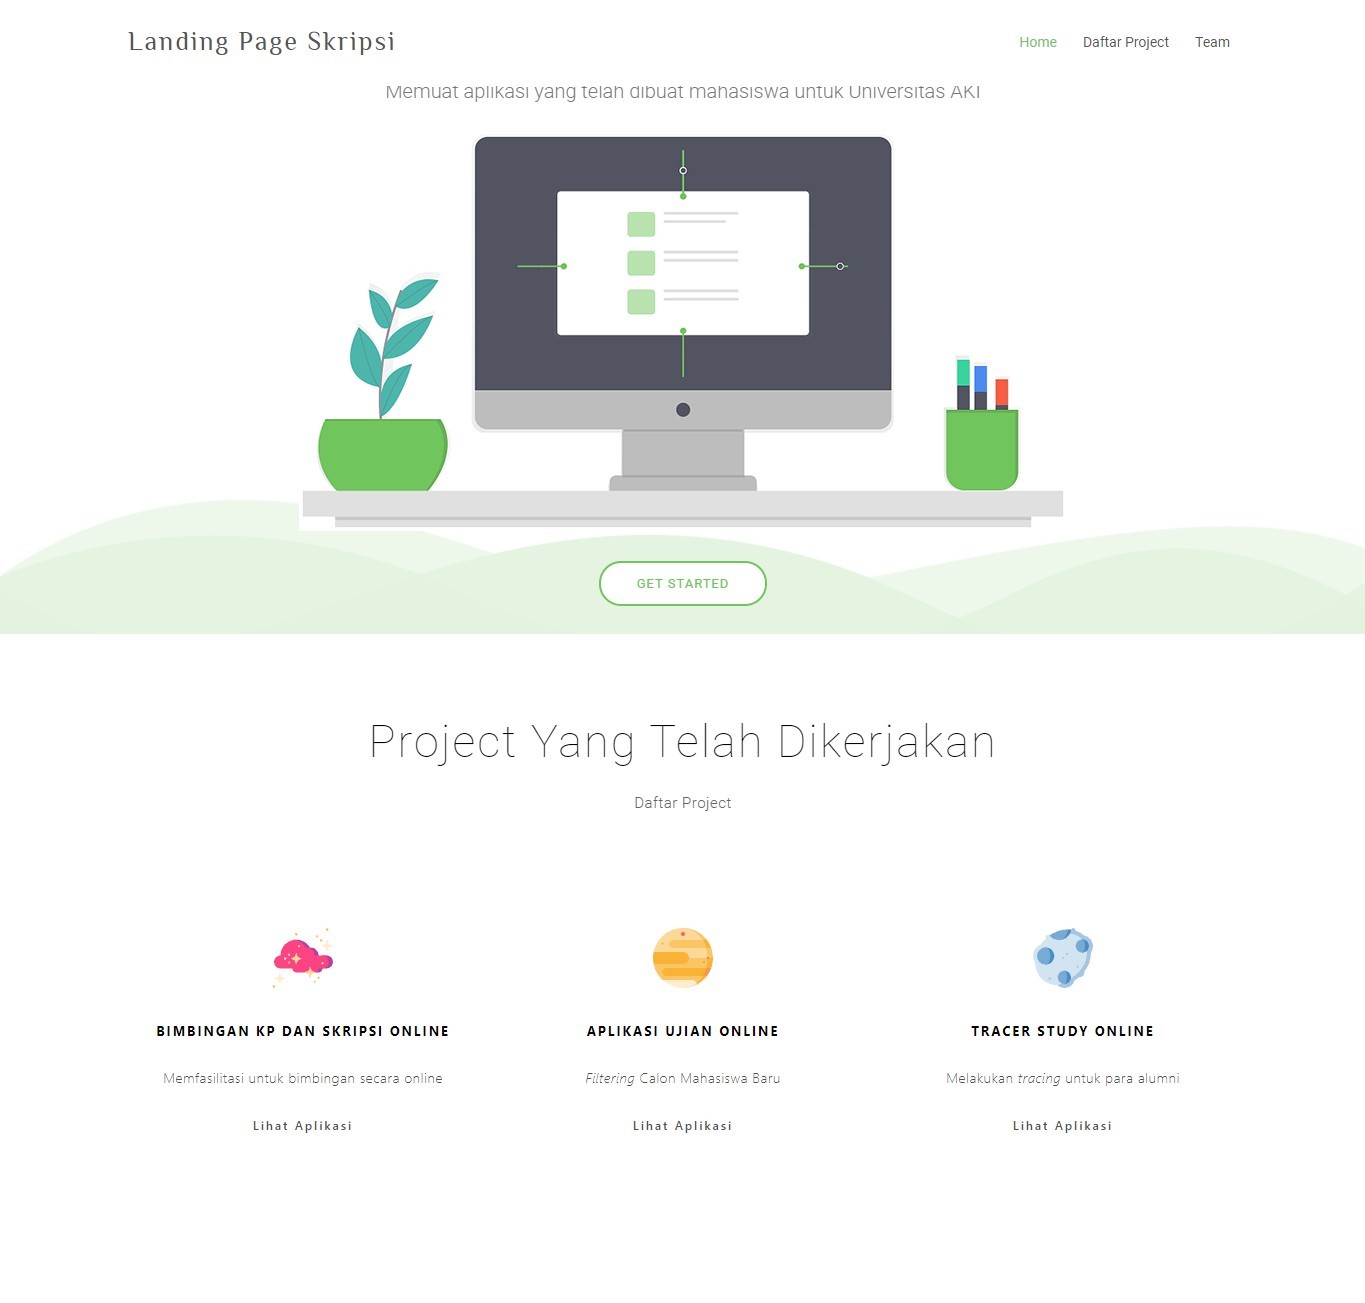 Landing Page Skripsi
Home Daftar Project Team
Memuat aplikasi yang telah dibuat mahasiswa untuk Universitas AKI
GET STARTED
Project Yang Telah Dikerjakan
Daftar Project
BIMBINGAN KP DAN SKRIPSI ONLINE
Memfasilitasi untuk bimbingan secara online
Lihat Aplikasi
APLIKASI UJIAN ONLINE
Filtering Calon Mahasiswa Baru
Lihat Aplikasi
TRACER STUDY ONLINE
Melakukan tracing untuk para alumni
Lihat Aplikasi